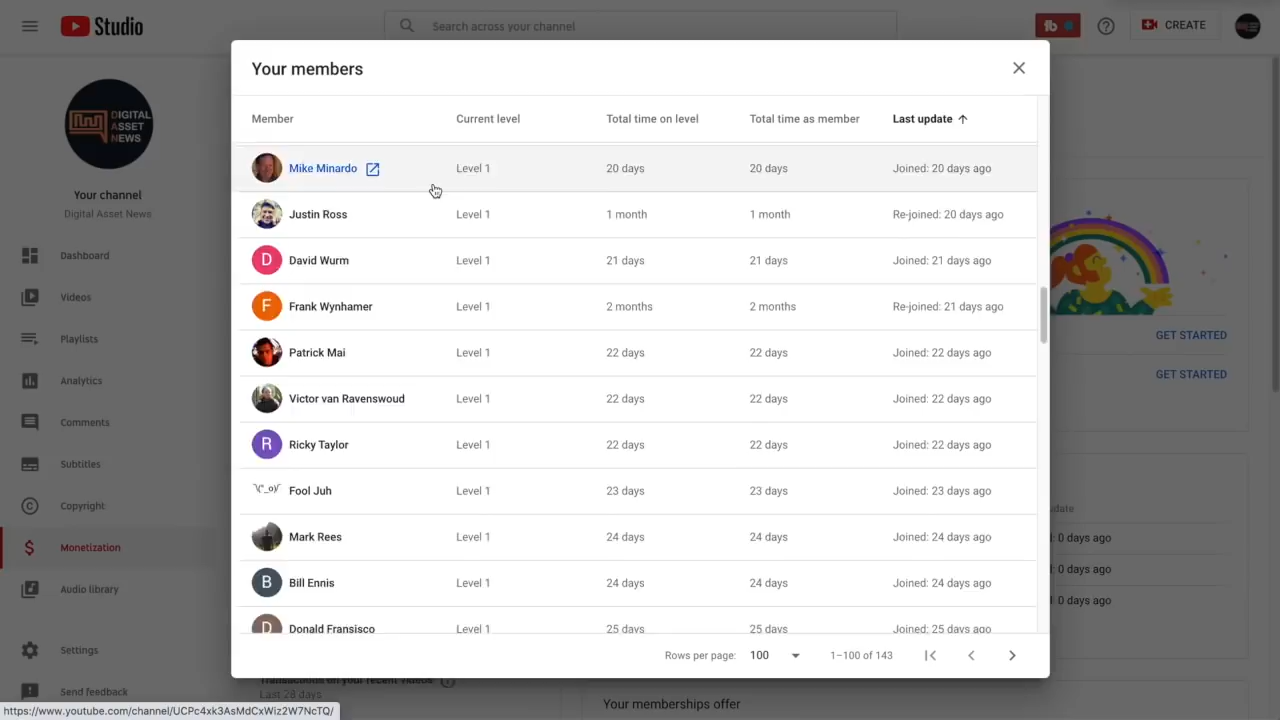 Studio
Search across your channel
CREATE
DIGITAL
ASSET
NEWS
Your channel
Digital Asset News
Dashboard
Videos
Playlists
Analytics
Comments
Subtitles
Copyright
Monetization
Audio library
Settings
Send feedback
Your members
Member Current level Total time on level Total time as member Last update
Mike Minardo Level 1 20 days 20 days Joined: 20 days ago
Justin Ross Level 1 1 month 1 month Re-joined: 20 days ago
D David Wurm Level 1 21 days 21 days Joined: 21 days ago
F Frank Wynhamer Level 1 2 months 2 months Re-joined: 21 days ago
Patrick Mai Level 1 22 days 22 days Joined: 22 days ago
Victor van Ravenswoud Level 1 22 days 22 days Joined: 22 days ago
R Ricky Taylor Level 1 22 days 22 days Joined: 22 days ago
¯\(°_o)/¯ Fool Juh Level 1 23 days 23 days Joined: 23 days ago
Mark Rees Level 1 24 days 24 days Joined: 24 days ago
B Bill Ennis Level 1 24 days 24 days Joined: 24 days ago
D Donald Fransisco Level 1 25 days 25 days Joined: 25 days ago
Rows per page: 100 1–100 of 143
GET STARTED
GET STARTED
date
: 0 days ago
: 0 days ago
: 0 days ago
Transactions on your recent videos
Last 28 days
Your memberships offer
https://www.youtube.com/channel/UCPc4xk3AsMdCxWiz2W7NcTQ/